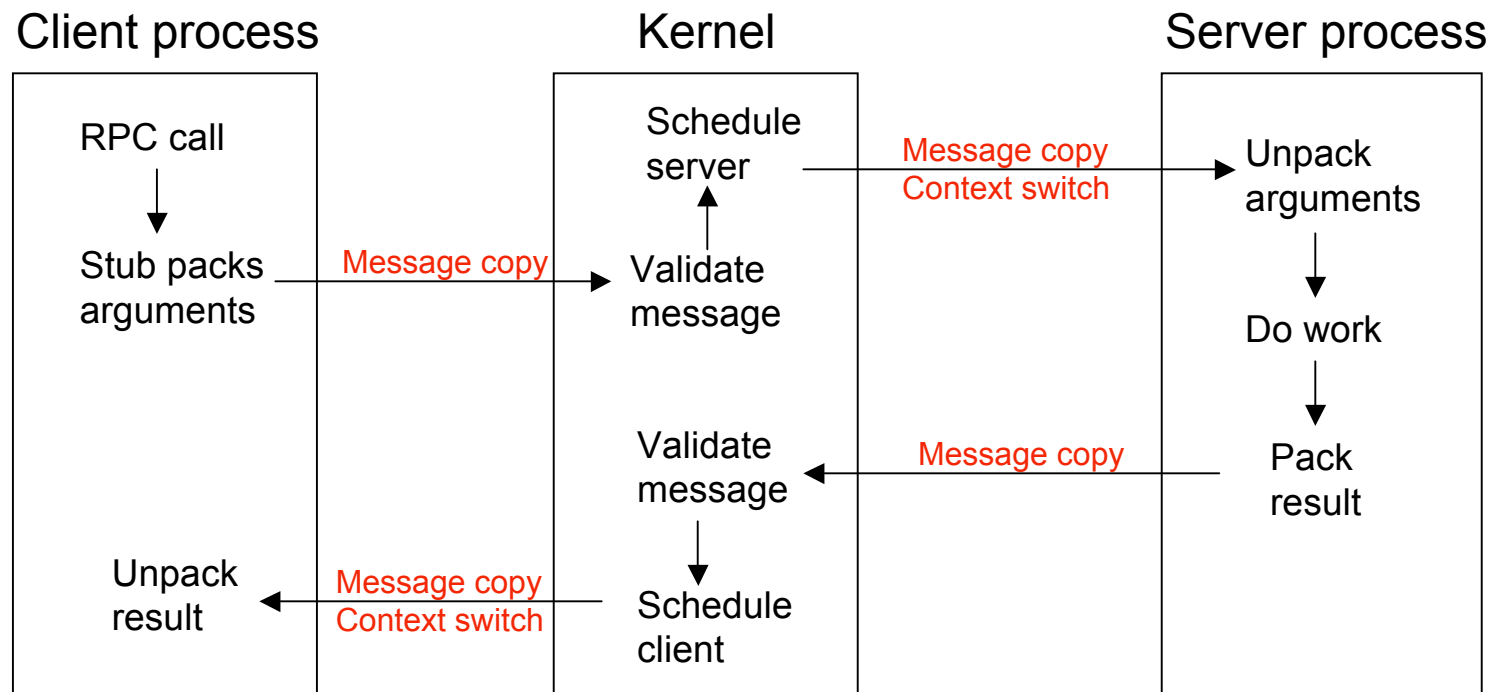 Client process
Kernel
Server process
RPC call
Stub packs
arguments
Message copy
Validate
message
Schedule
server
Message copy
Context switch
Unpack
arguments
Do work
Pack
result
Message copy
Validate
message
Schedule
client
Message copy
Context switch
Unpack
result